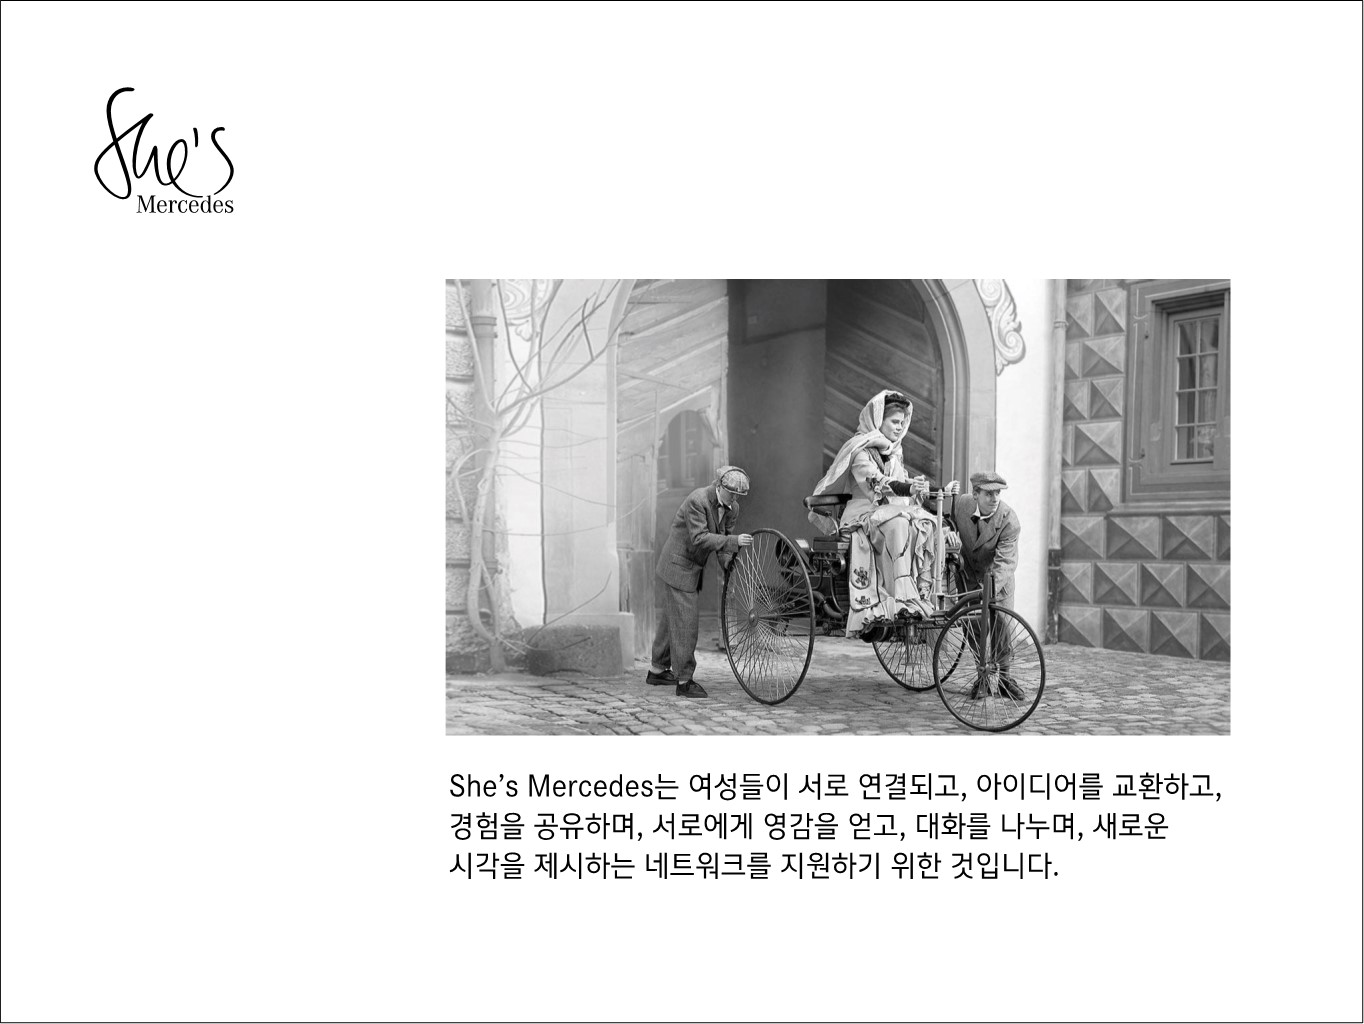 She's
Mercedes
She’s Mercedes는 여성들이 서로 연결되고, 아이디어를 교환하고,
경험을 공유하며, 서로에게 영감을 얻고, 대화를 나누며, 새로운
시각을 제시하는 네트워크를 지원하기 위한 것입니다.